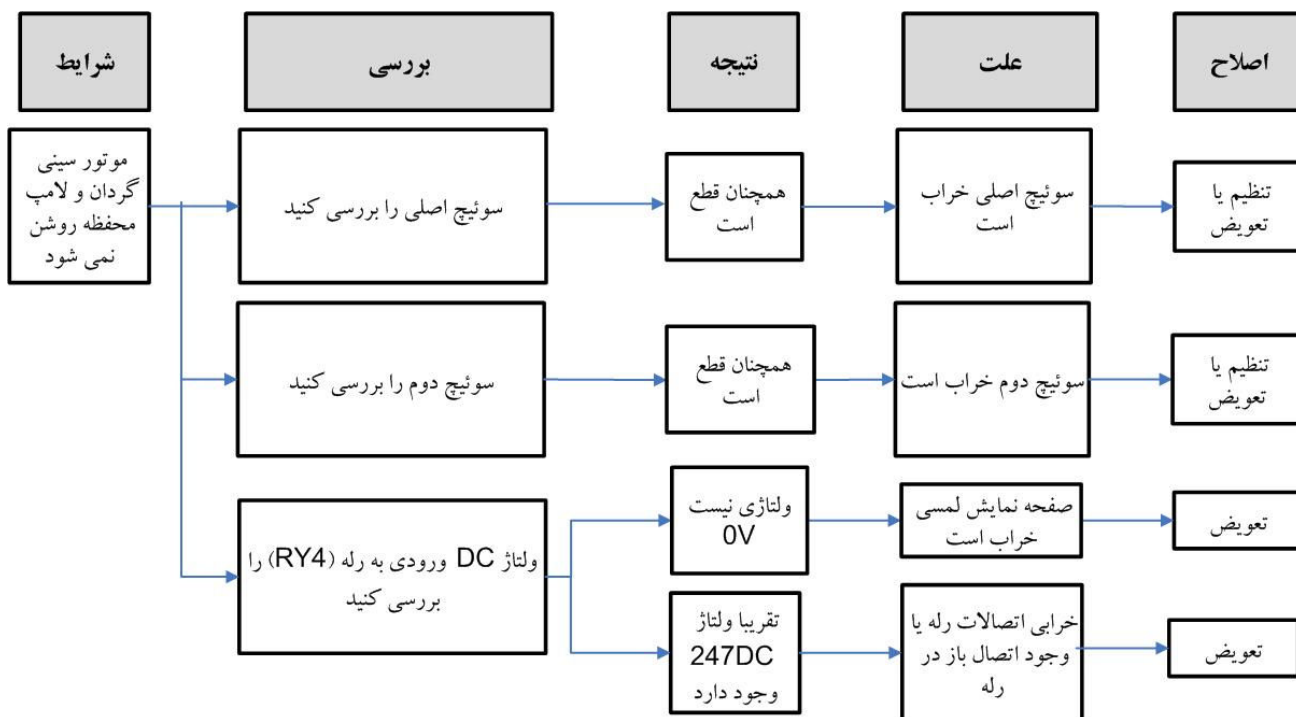 شرایط
بررسی
نتیجه
علت
اصلاح
موتور سینی
گردان و لامپ
محفظه روشن
نمی شود
سوئیچ اصلی را بررسی کنید
همچنان قطع
است
سوئیچ اصلی خراب
است
تنظیم یا
تعویض
سوئیچ دوم را بررسی کنید
همچنان قطع
است
سوئیچ دوم خراب است
تنظیم یا
تعویض
ولتاژ DC ورودی به رله (RY4) را
بررسی کنید
ولتاژی نیست
0V
صفحه نمایش لمسی
خراب است
تعویض
تقریبا ولتاژ
247DC
وجود دارد
خرابی اتصالات رله یا
وجود اتصال باز در
رله
تعویض